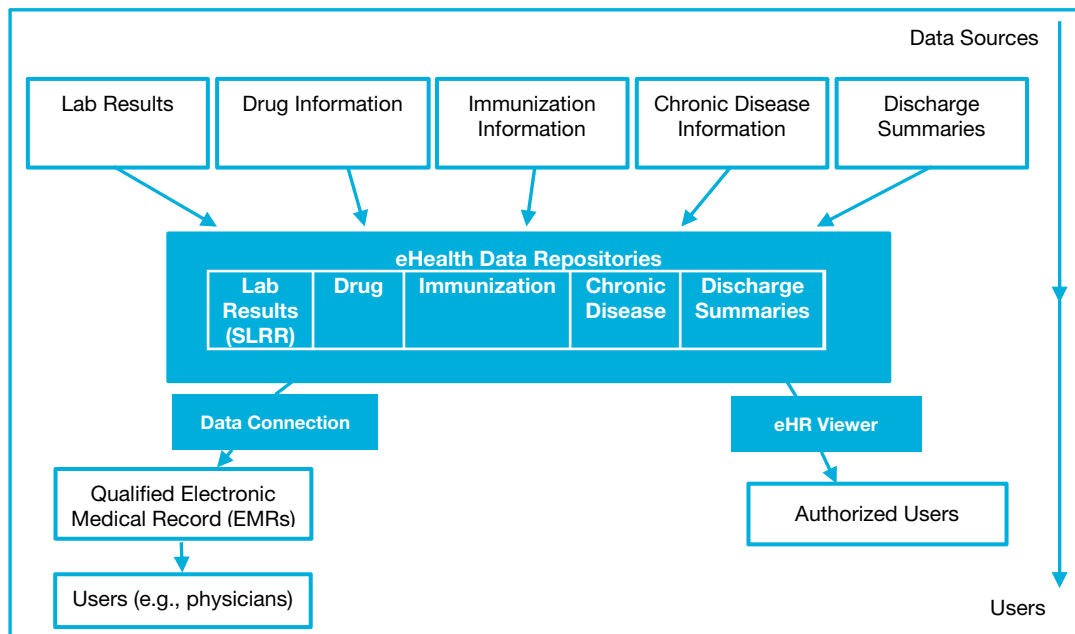 Data Sources
Lab Results
Drug Information
Immunization
Information
Chronic Disease
Information
Discharge
Summaries
eHealth Data Repositories
Lab
Results
(SLRR)
Drug
Immunization
Chronic
Disease
Discharge
Summaries
Data Connection
eHR Viewer
Qualified Electronic
Medical Record (EMRs)
Authorized Users
Users (e.g., physicians)
Users